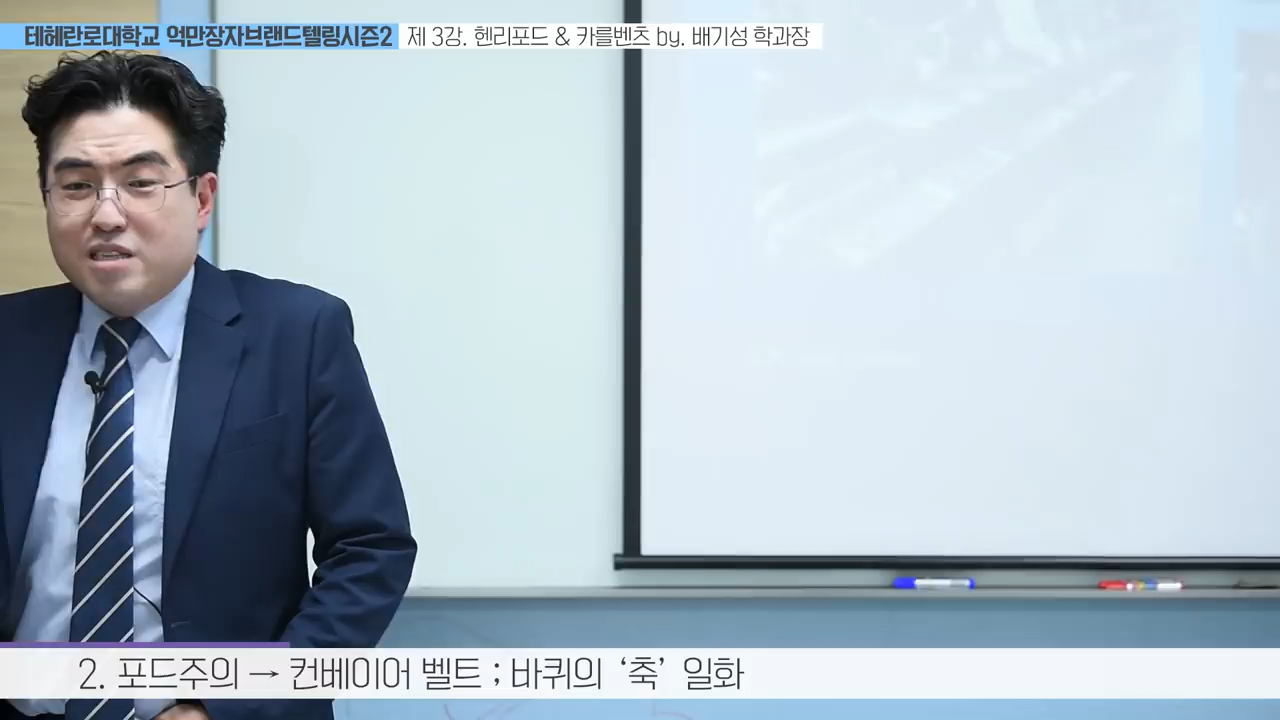 테헤란로대학교 억만장자브랜드텔링시즌2 제 3강. 헨리포드 & 카를벤츠 by. 배기성 학과장
2. 포드주의 → 컨베이어 벨트 ; 바퀴의 ‘축’ 일화